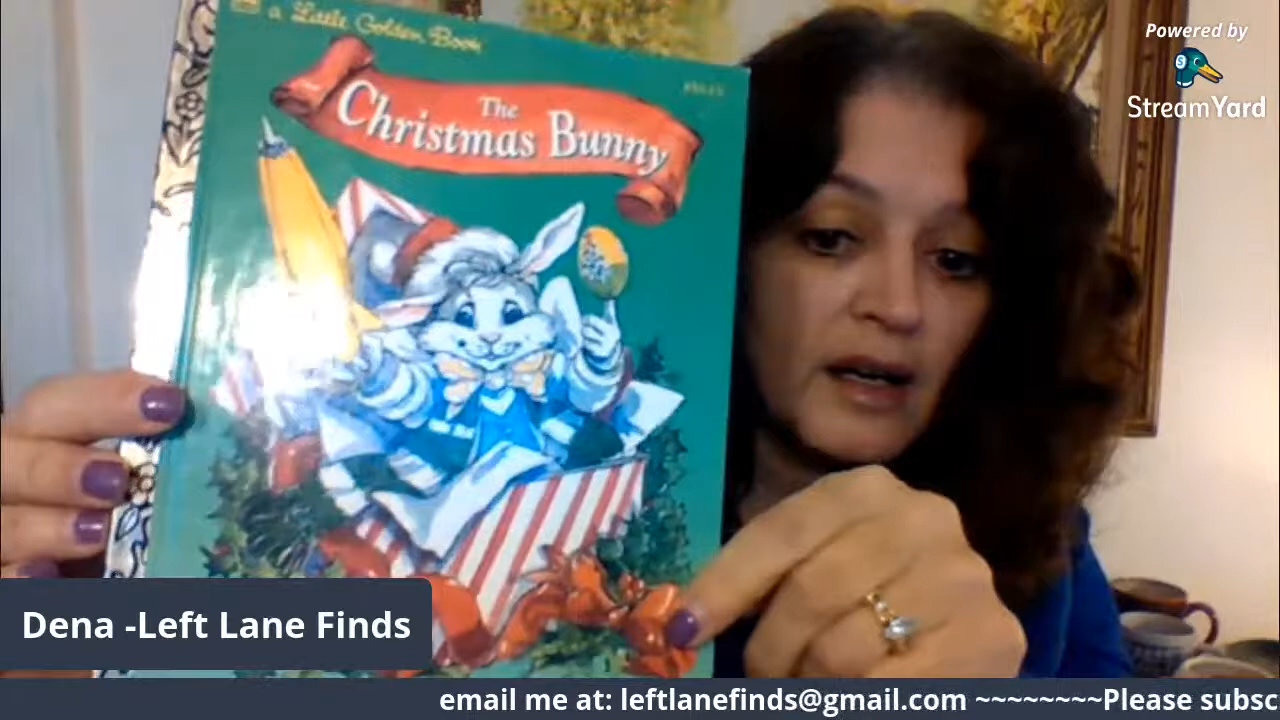 a Little Golden Book
The
Christmas Bunny
Powered by
StreamYard
Dena -Left Lane Finds
email me at: leftlanefinds@gmail.com ~~~~~~~~Please subsc